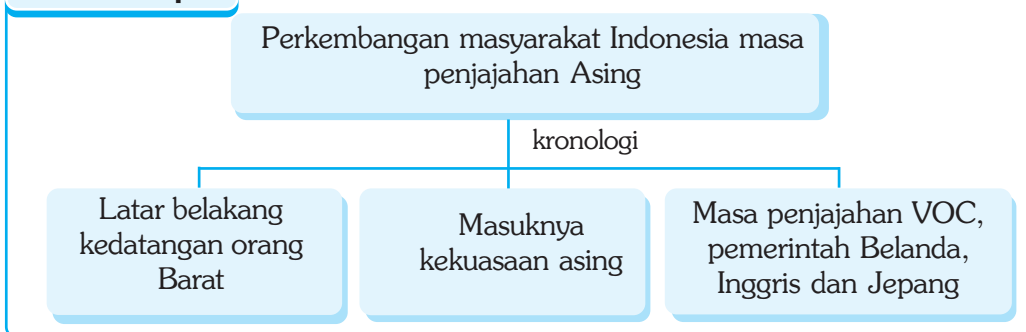 Perkembangan masyarakat Indonesia masa
penjajahan Asing
kronologi
Latar belakang
kedatangan orang
Barat
Masuknya
kekuasaan asing
Masa penjajahan VOC,
pemerintah Belanda,
Inggris dan Jepang